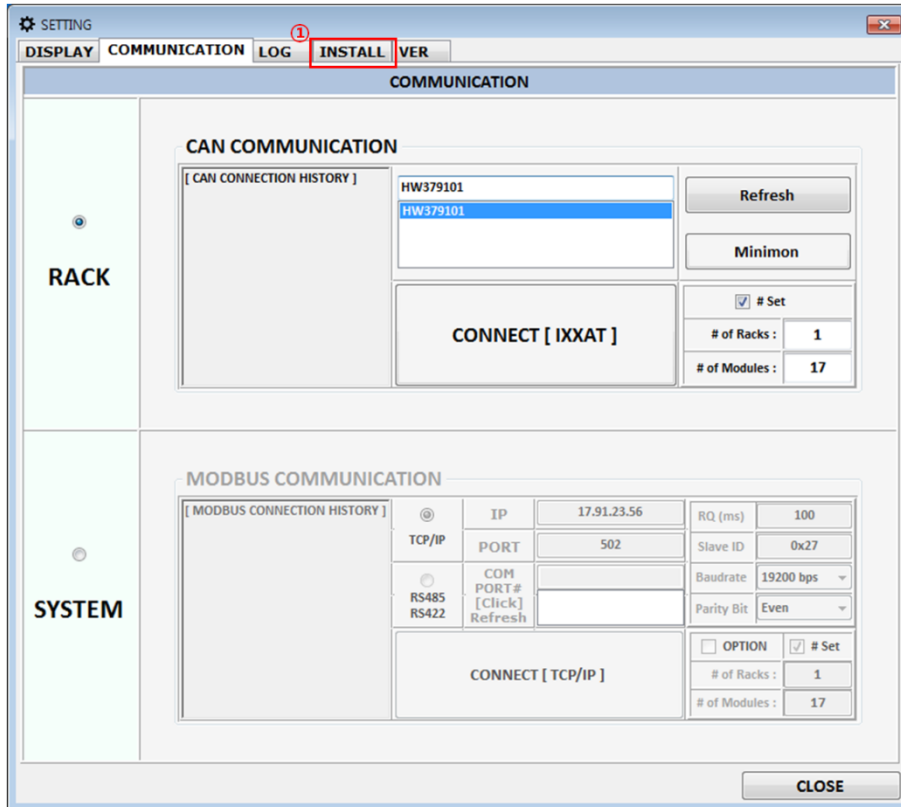 SETTING
①
DISPLAY COMMUNICATION LOG INSTALL VER
COMMUNICATION
RACK
CAN COMMUNICATION
[ CAN CONNECTION HISTORY ]
HW379101
HW379101
Refresh
Minimon
CONNECT [ IXXAT ]
# Set
# of Racks : 1
# of Modules : 17
SYSTEM
MODBUS COMMUNICATION
[ MODBUS CONNECTION HISTORY ]
TCP/IP
IP 17.91.23.56
PORT 502
RS485
RS422
COM
PORT#
[Click]
Refresh
RQ (ms) 100
Slave ID 0x27
Baudrate 19200 bps
Parity Bit Even
CONNECT [ TCP/IP ]
OPTION # Set
# of Racks : 1
# of Modules : 17
CLOSE